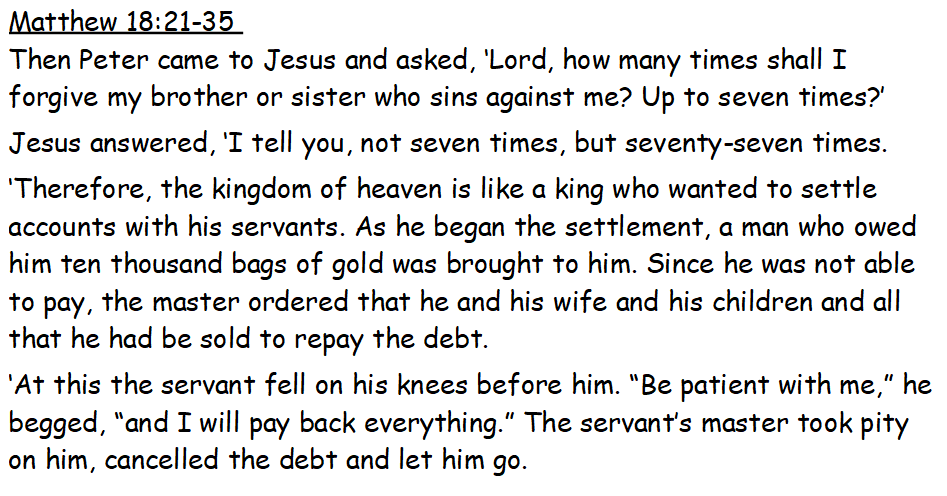 Matthew 18:21-35
Then Peter came to Jesus and asked, ‘Lord, how many times shall I
forgive my brother or sister who sins against me? Up to seven times?’
Jesus answered, ‘I tell you, not seven times, but seventy-seven times.
‘Therefore, the kingdom of heaven is like a king who wanted to settle
accounts with his servants. As he began the settlement, a man who owed
him ten thousand bags of gold was brought to him. Since he was not able
to pay, the master ordered that he and his wife and his children and all
that he had be sold to repay the debt.
‘At this the servant fell on his knees before him. “Be patient with me,” he
begged, “and I will pay back everything.” The servant’s master took pity
on him, cancelled the debt and let him go.